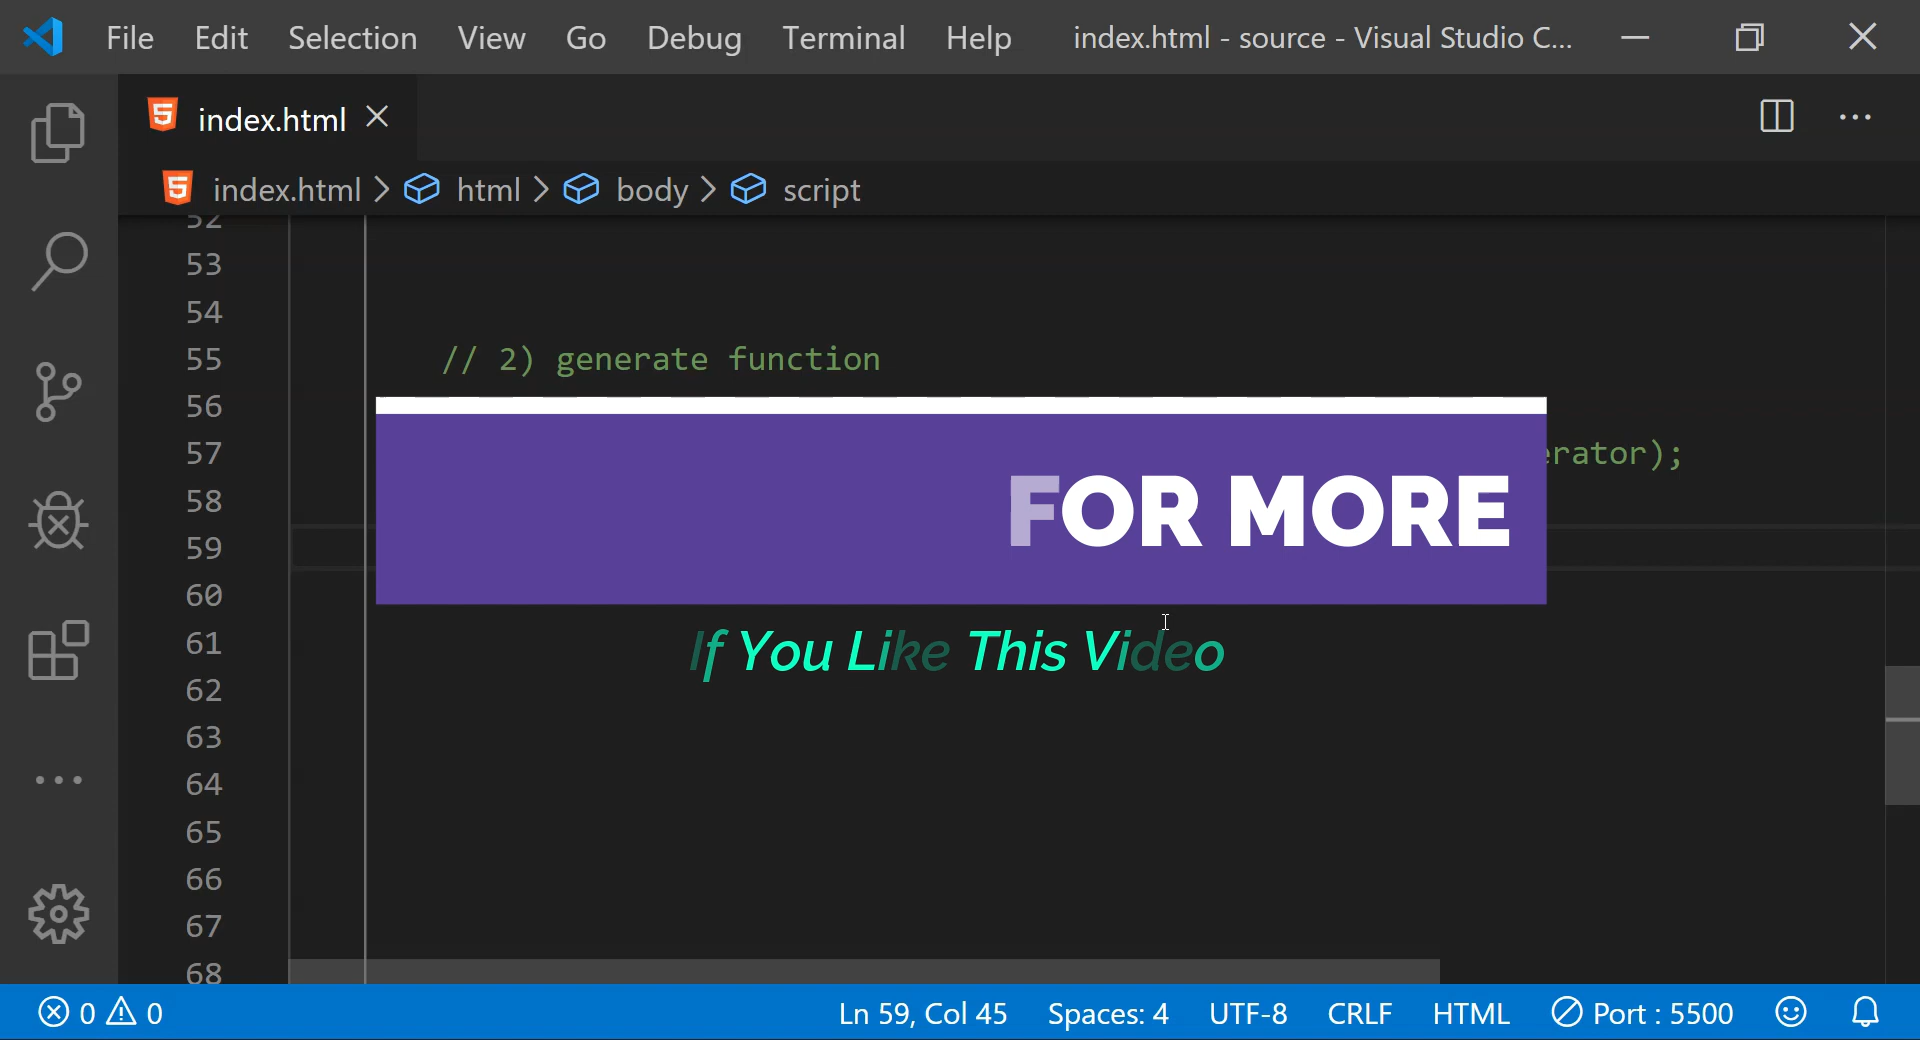 File Edit Selection View Go Debug Terminal Help index.html - source - Visual Studio C...
index.html
index.html > html > body > script
52
53
54
55 // 2) generate function
56
57 erator);
58
59
60
61
62
63
64
65
66
67
68
FOR MORE
If You Like This Video
0 0 Ln 59, Col 45 Spaces: 4 UTF-8 CRLF HTML Port : 5500